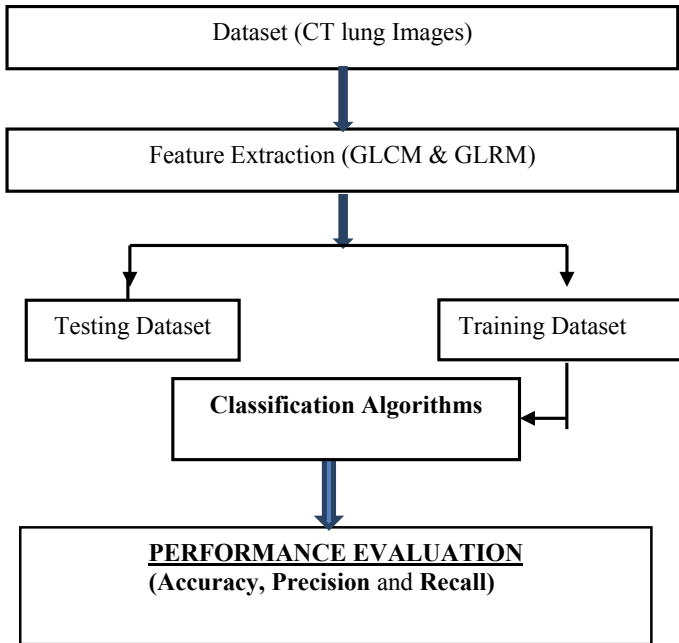 Dataset (CT lung Images)
Feature Extraction (GLCM & GLRM)
Testing Dataset
Training Dataset
Classification Algorithms
PERFORMANCE EVALUATION
(Accuracy, Precision and Recall)